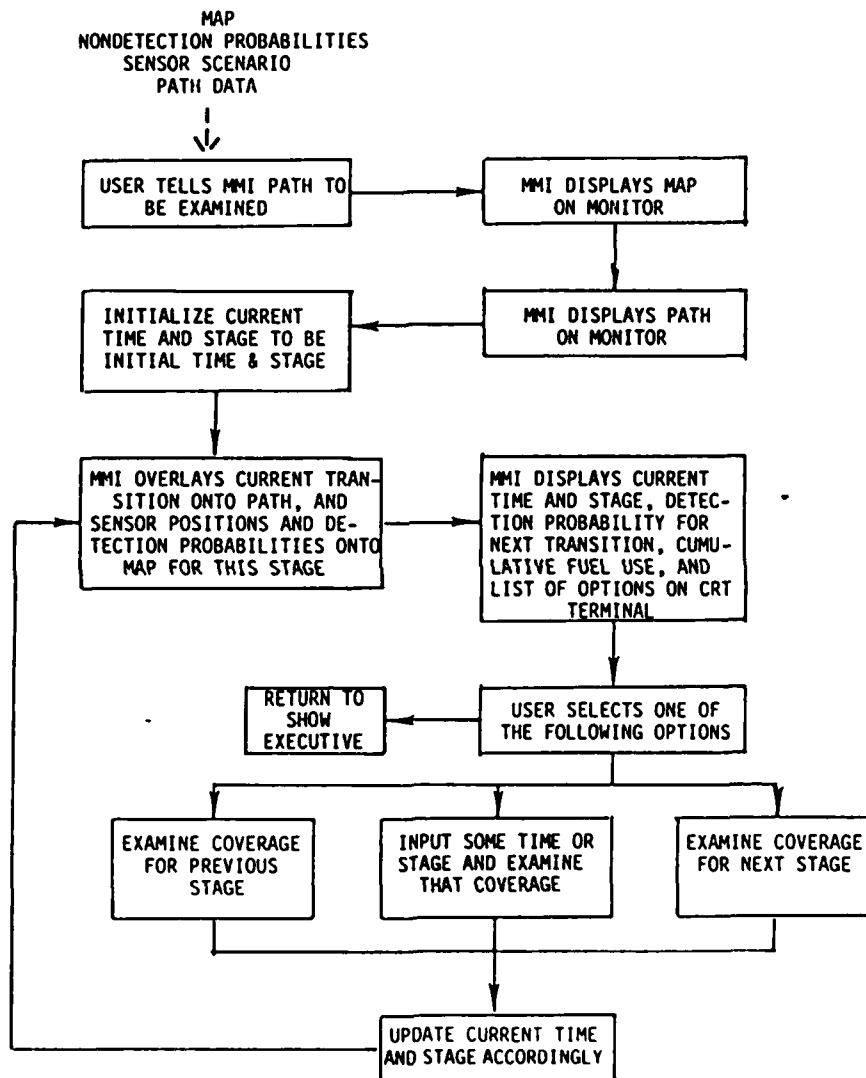 MAP
NONDETECTION PROBABILITIES
SENSOR SCENARIO
PATH DATA
USER TELLS MMI PATH TO
BE EXAMINED
MMI DISPLAYS MAP
ON MONITOR
INITIALIZE CURRENT
TIME AND STAGE TO BE
INITIAL TIME & STAGE
MMI DISPLAYS PATH
ON MONITOR
MMI OVERLAYS CURRENT TRAN-
SITION ONTO PATH, AND
SENSOR POSITIONS AND DE-
TECTION PROBABILITIES ONTO
MAP FOR THIS STAGE
MMI DISPLAYS CURRENT
TIME AND STAGE, DETEC-
TION PROBABILITY FOR
NEXT TRANSITION, CUMU-
LATIVE FUEL USE, AND
LIST OF OPTIONS ON CRT
TERMINAL
RETURN TO
SHOW
EXECUTIVE
USER SELECTS ONE OF
THE FOLLOWING OPTIONS
EXAMINE COVERAGE
FOR PREVIOUS
STAGE
INPUT SOME TIME OR
STAGE AND EXAMINE
THAT COVERAGE
EXAMINE COVERAGE
FOR NEXT STAGE
UPDATE CURRENT TIME
AND STAGE ACCORDINGLY